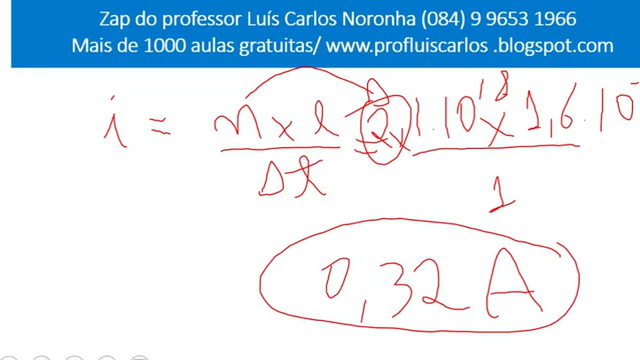 Zap do professor Luís Carlos Noronha (084) 9 9653 1966
Mais de 1000 aulas gratuitas/ www.profluiscarlos .blogspot.com
i = n x e / Δt = 2 x 1.10^18 x 1,6.10^- / 1
0,32 A